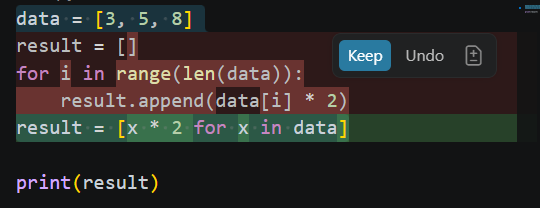 data = [3, 5, 8]
result = []
for i in range(len(data)):
    result.append(data[i] * 2)
result = [x * 2 for x in data]
print(result)
Keep Undo